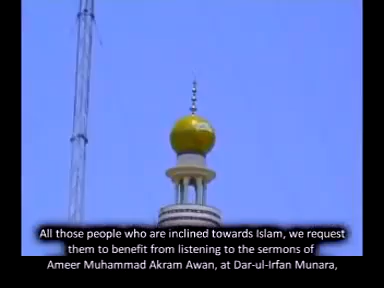 All those people who are inclined towards Islam, we request
them to benefit from listening to the sermons of
Ameer Muhammad Akram Awan, at Dar-ul-Irfan Munara,